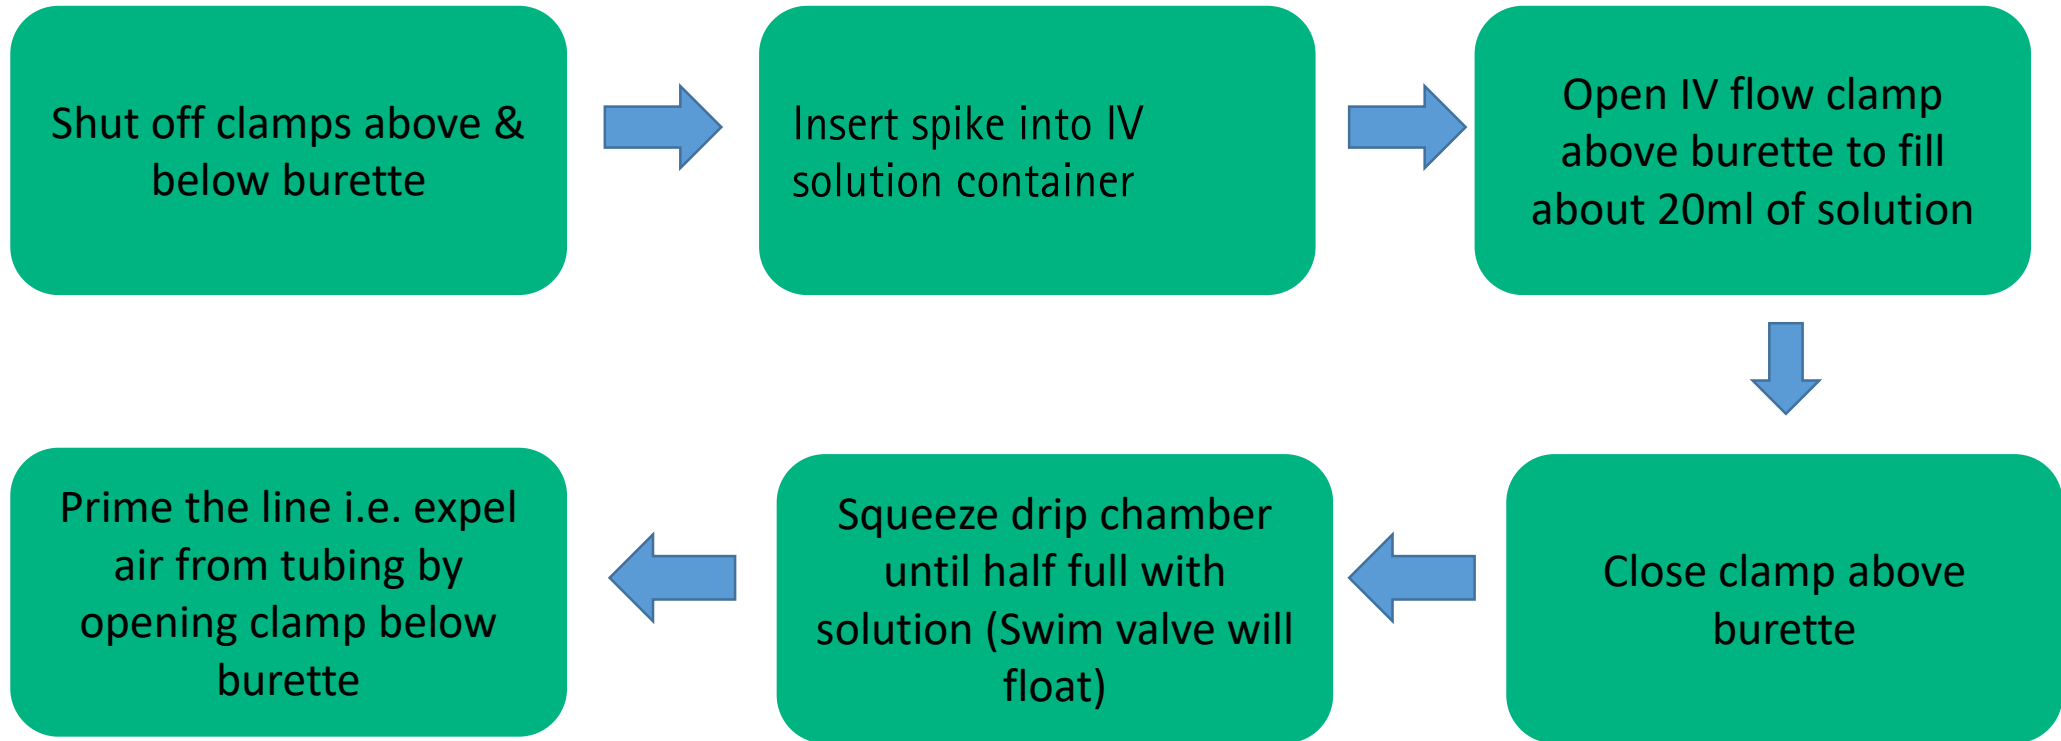 Shut off clamps above &
below burette
Insert spike into IV
solution container
Open IV flow clamp
above burette to fill
about 20ml of solution
Close clamp above
burette
Squeeze drip chamber
until half full with
solution (Swim valve will
float)
Prime the line i.e. expel
air from tubing by
opening clamp below
burette